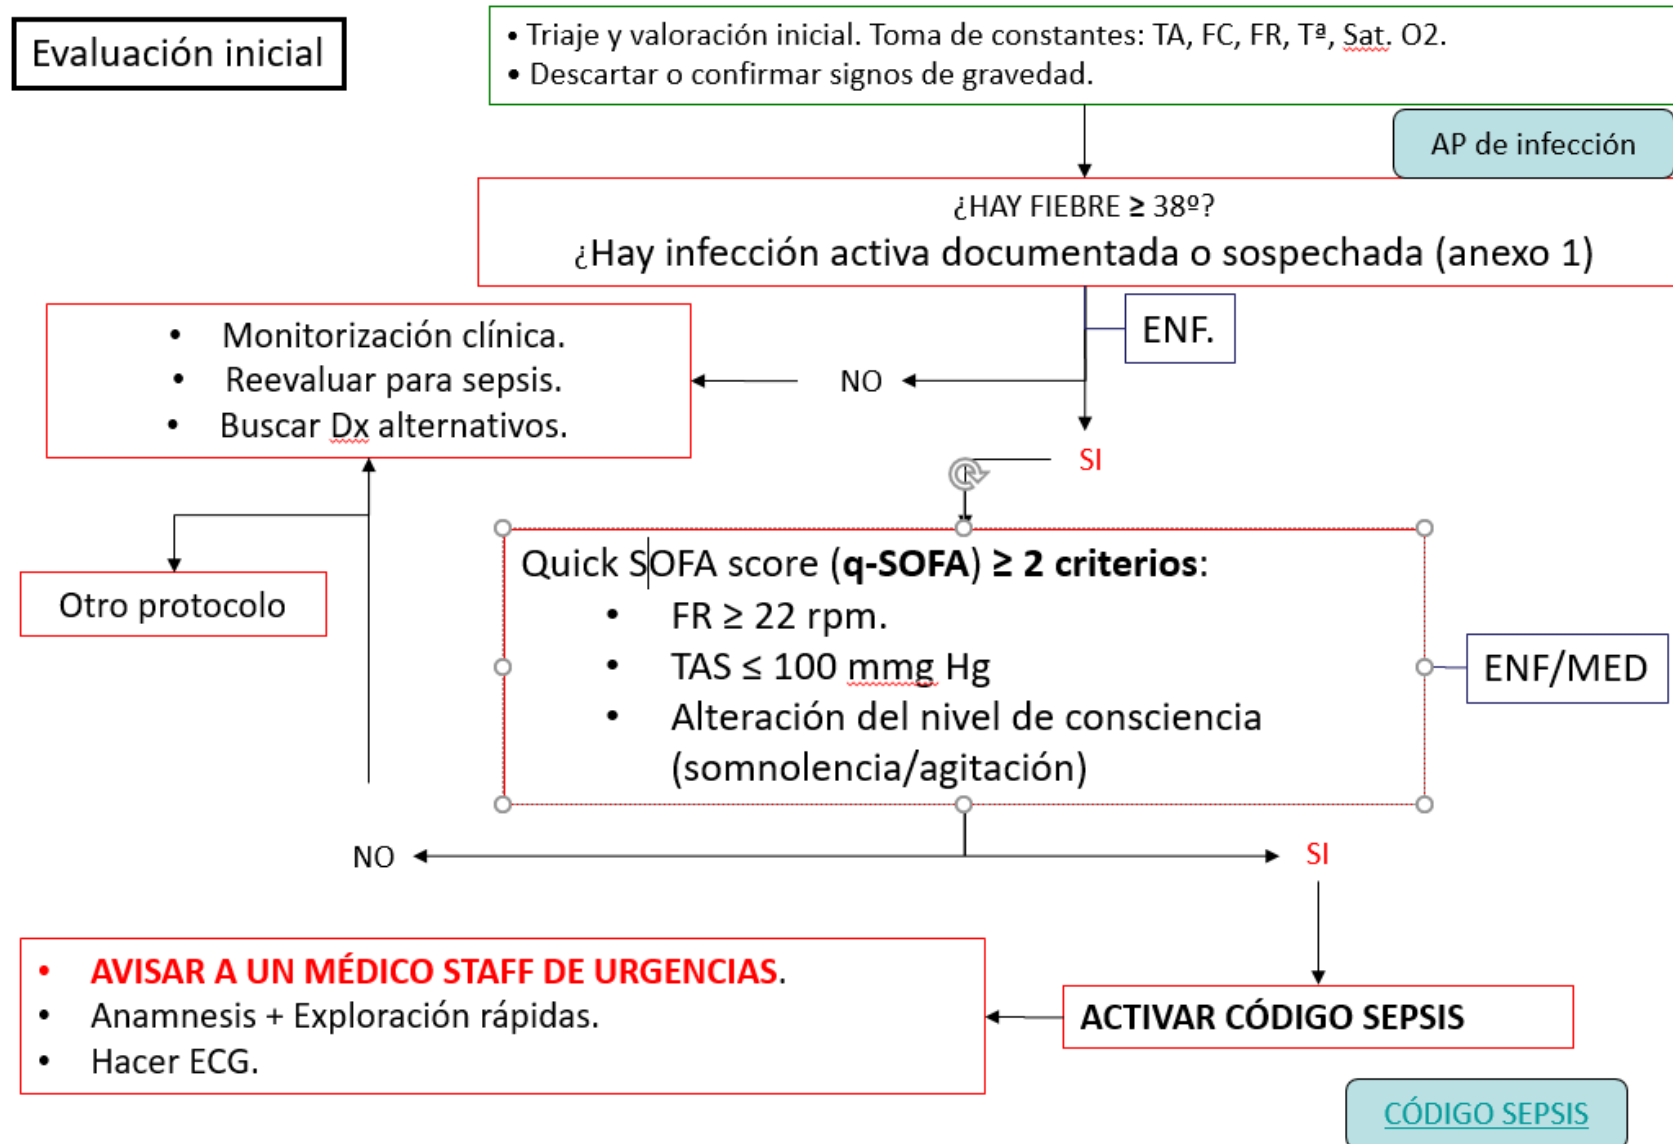 Evaluación inicial
• Triaje y valoración inicial. Toma de constantes: TA, FC, FR, Tª, Sat. O2.
• Descartar o confirmar signos de gravedad.
AP de infección
¿HAY FIEBRE ≥ 38º?
¿Hay infección activa documentada o sospechada (anexo 1)
ENF.
• Monitorización clínica.
• Reevaluar para sepsis.
• Buscar Dx alternativos.
NO
SI
Otro protocolo
Quick SOFA score (q-SOFA) ≥ 2 criterios:
• FR ≥ 22 rpm.
• TAS ≤ 100 mmg Hg
• Alteración del nivel de consciencia
(somnolencia/agitación)
ENF/MED
NO
SI
• AVISAR A UN MÉDICO STAFF DE URGENCIAS.
• Anamnesis + Exploración rápidas.
• Hacer ECG.
ACTIVAR CÓDIGO SEPSIS
CÓDIGO SEPSIS